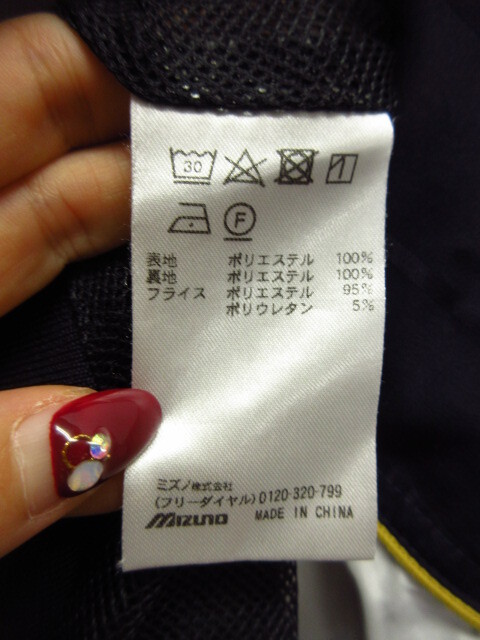 30
F
表地 ポリエステル 100%
裏地 ポリエステル 100%
フライス ポリエステル 95%
ポリウレタン 5%
ミズノ株式会社
(フリーダイヤル)0120-320-799
MIZUNO MADE IN CHINA